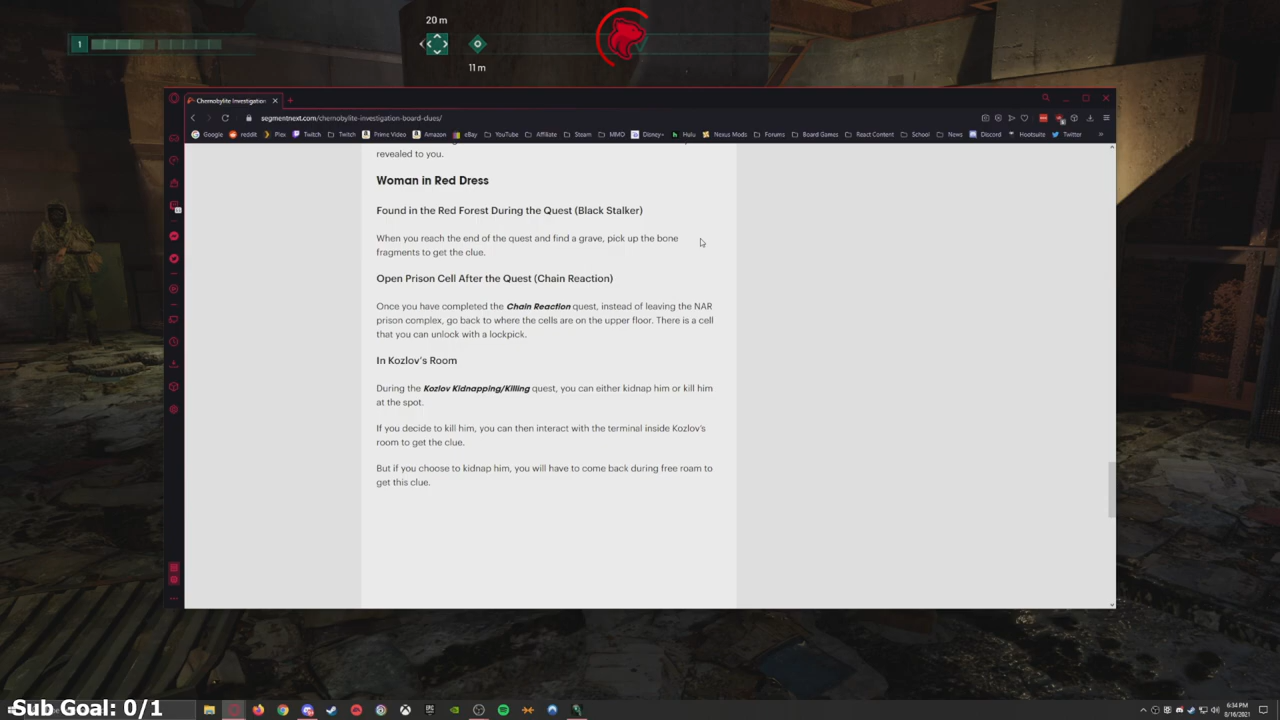 20 m
1
11 m
Chernobylite Investigation
segmentnext.com/chernobylite-investigation-board-clues/
Google reddit Plex Twitch Twitch Prime Video Amazon eBay YouTube Affiliate Steam MMO Disney+ Hulu Nexus Mods Forums Board Games React Content School News Discord Hootsuite Twitter »
revealed to you.
Woman in Red Dress
Found in the Red Forest During the Quest (Black Stalker)
When you reach the end of the quest and find a grave, pick up the bone
fragments to get the clue.
Open Prison Cell After the Quest (Chain Reaction)
Once you have completed the Chain Reaction quest, instead of leaving the NAR
prison complex, go back to where the cells are on the upper floor. There is a cell
that you can unlock with a lockpick.
In Kozlov's Room
During the Kozlov Kidnapping/Killing quest, you can either kidnap him or kill him
at the spot.
If you decide to kill him, you can then interact with the terminal inside Kozlov's
room to get the clue.
But if you choose to kidnap him, you will have to come back during free roam to
get this clue.
Sub Goal: 0/1
6:34 PM
8/16/2021